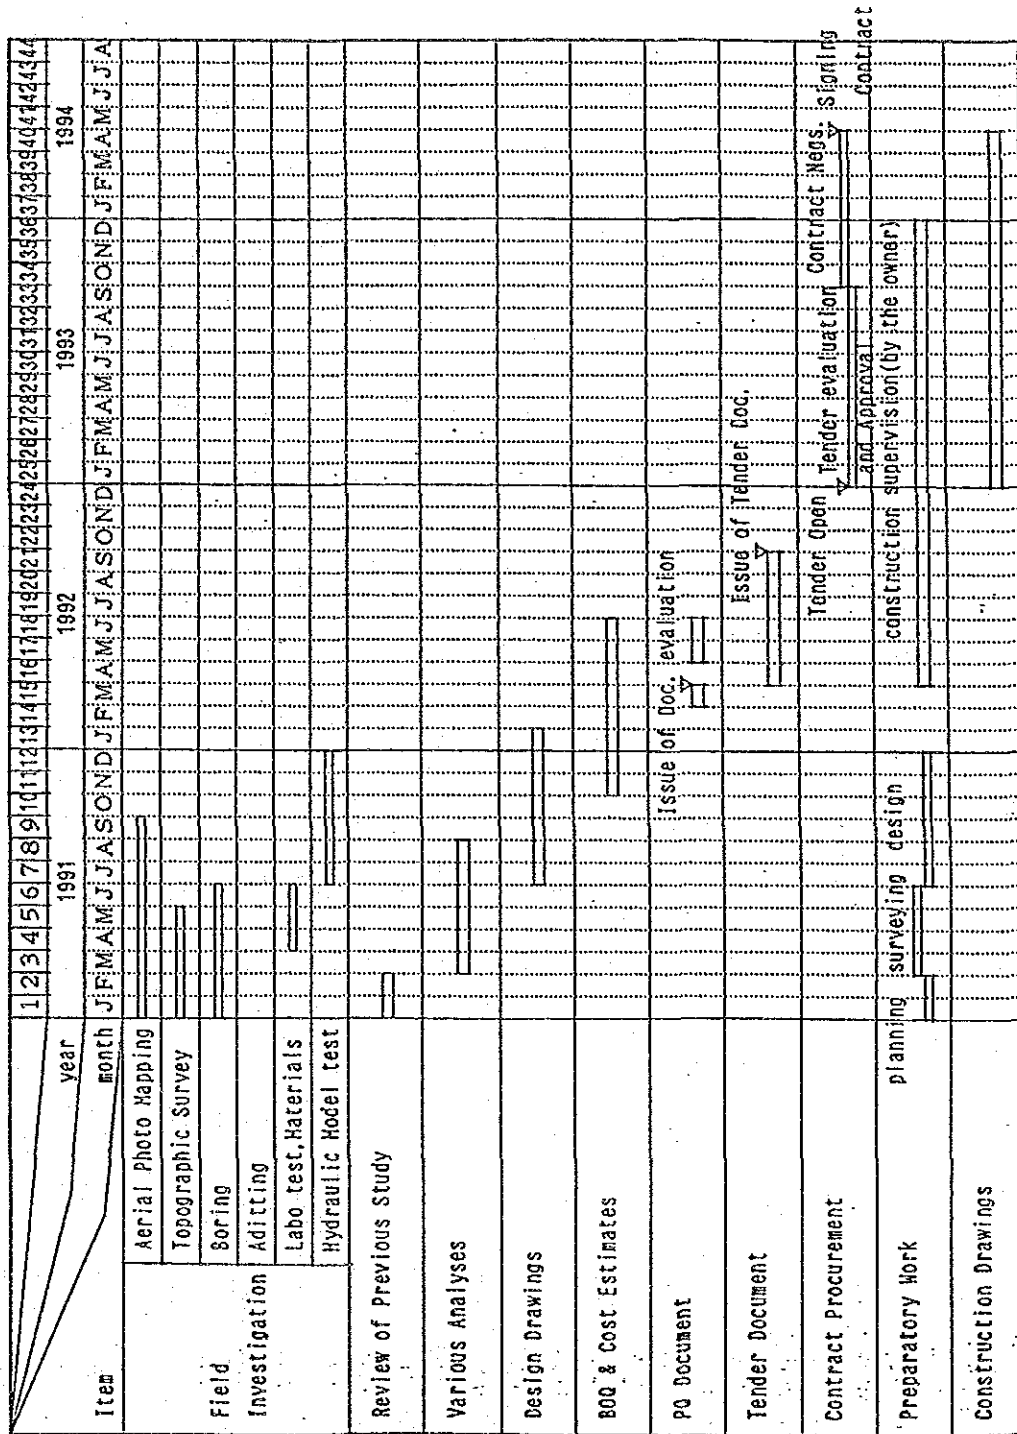 1 2 3 4 5 6 7 8 9 10 11 12 13 14 15 16 17 18 19 20 21 22 23 24 25 26 27 28 29 30 31 32 33 34 35 36 37 38 39 40 41 42 43 44
year 1991 1992 1993 1994
Item month J F M A M J J A S O N D J F M A M J J A S O N D J F M A M J J A S O N D J F M A M J J A
Field
Investigation
Aerial Photo Mapping
Topographic Survey
Boring
Aditting
Labo test, Materials
Hydraulic Model test
Review of Previous Study
Various Analyses
Design Drawings
BOQ & Cost Estimates
PQ Document Issue of Doc. evaluation
Tender Document Issue of Tender Doc.
Contract Procurement Tender Open Tender evaluation Contract Negs. Signing
and Approval Contract
Preparatory Work planning surveying design construction supervision(by the owner)
Construction Drawings